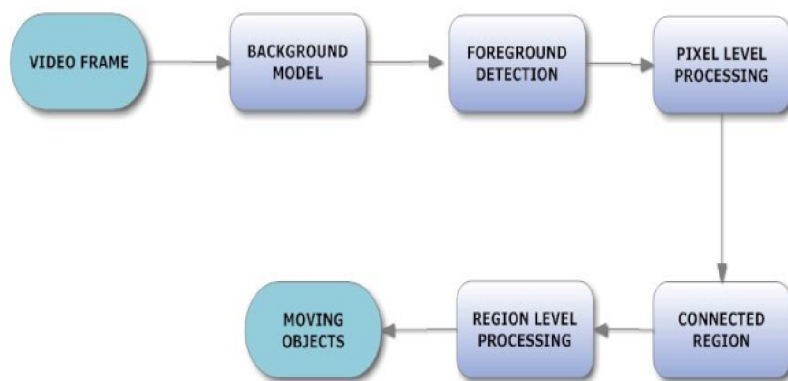 VIDEO FRAME
BACKGROUND
MODEL
FOREGROUND
DETECTION
PIXEL LEVEL
PROCESSING
CONNECTED
REGION
REGION LEVEL
PROCESSING
MOVING
OBJECTS